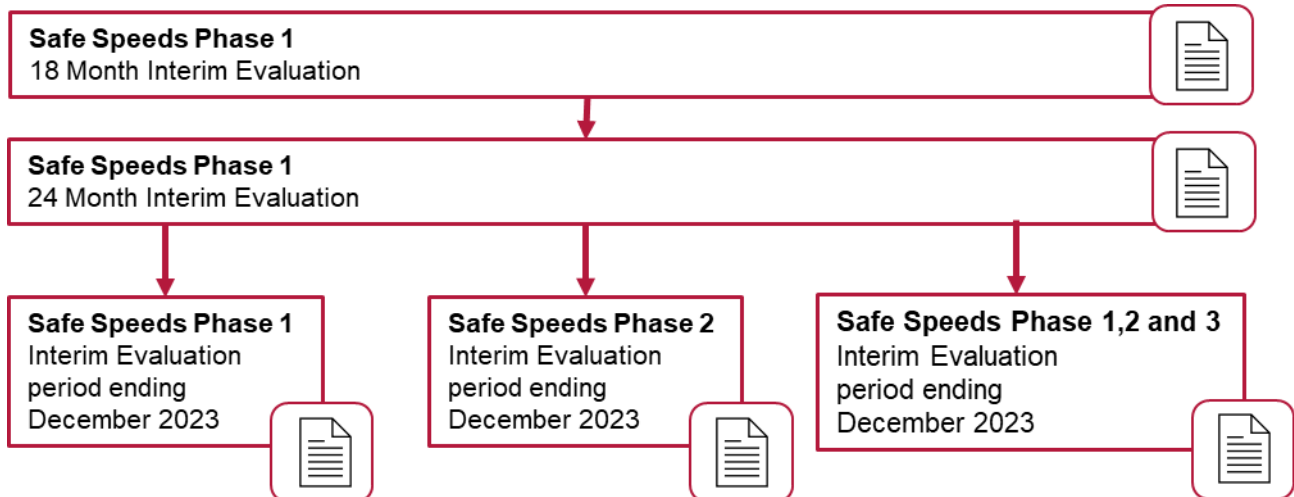 Safe Speeds Phase 1
18 Month Interim Evaluation
Safe Speeds Phase 1
24 Month Interim Evaluation
Safe Speeds Phase 1
Interim Evaluation
period ending
December 2023
Safe Speeds Phase 2
Interim Evaluation
period ending
December 2023
Safe Speeds Phase 1,2 and 3
Interim Evaluation
period ending
December 2023